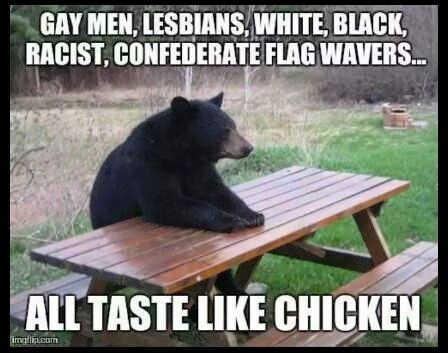 GAY MEN, LESBIANS, WHITE, BLACK,
RACIST, CONFEDERATE FLAG WAVERS...
ALL TASTE LIKE CHICKEN
imgflip.com